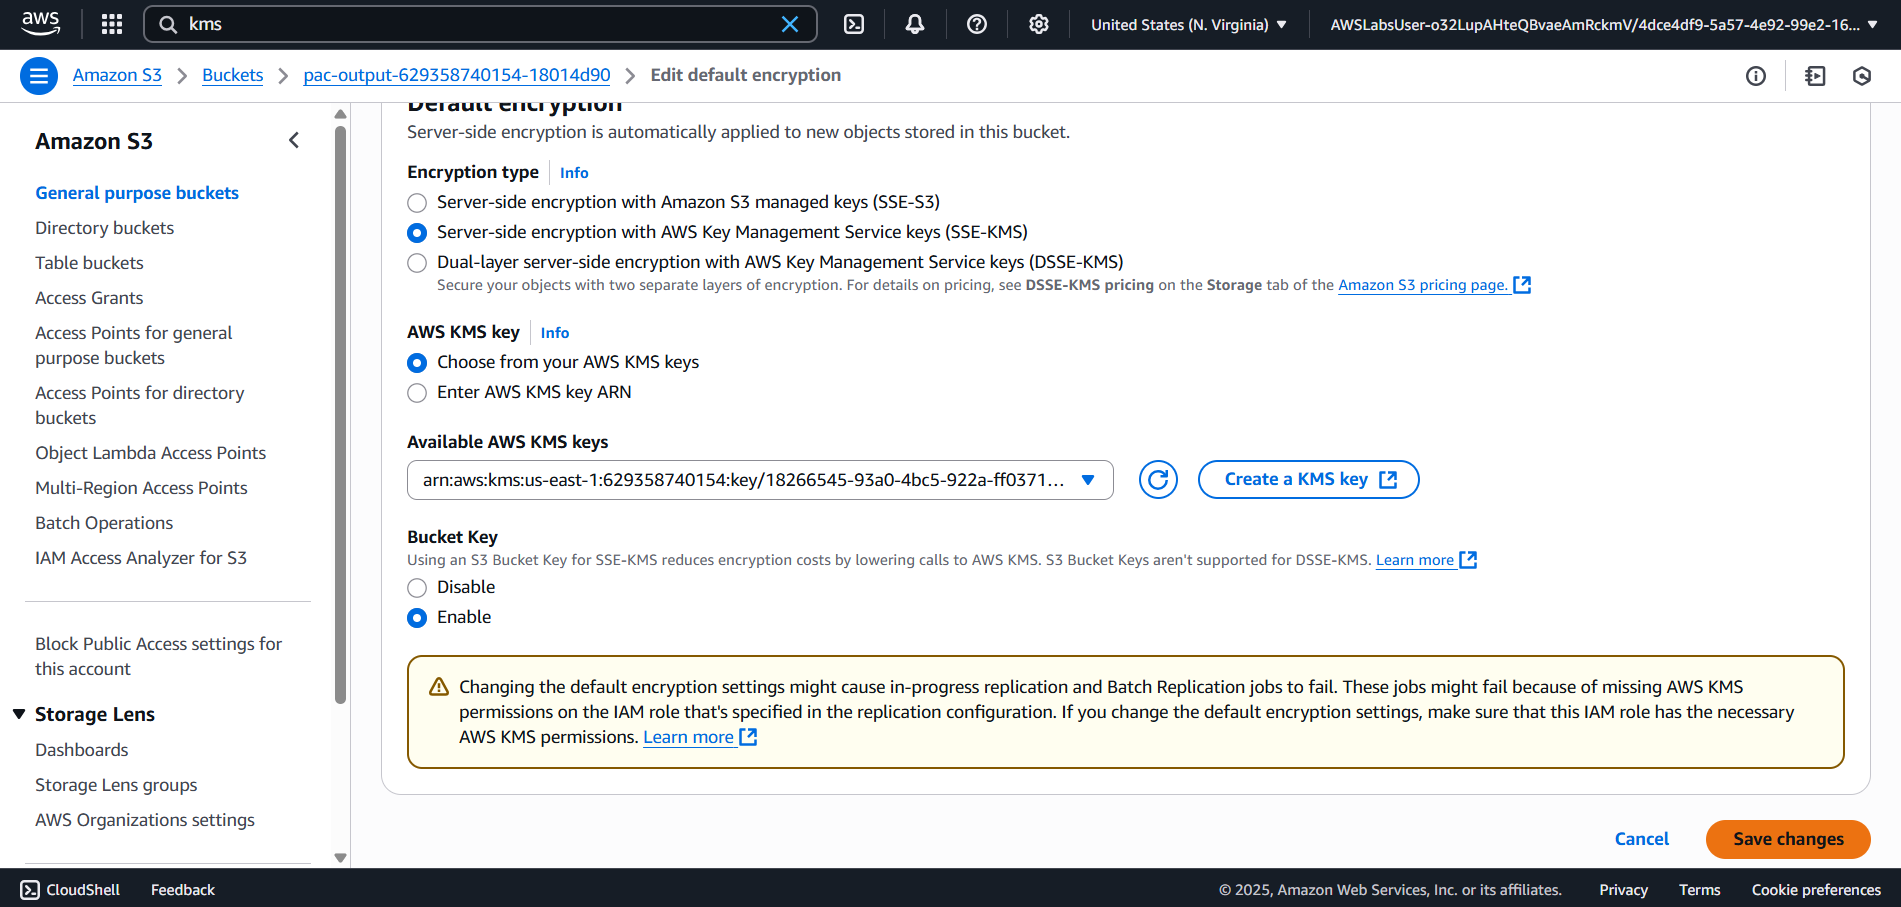 aws
kms
United States (N. Virginia)
AWSLabsUser-o32LupAHteQBvaeAmRckmV/4dce4df9-5a57-4e92-99e2-16...
Amazon S3
Buckets
pac-output-629358740154-18014d90
Edit default encryption
Amazon S3
General purpose buckets
Directory buckets
Table buckets
Access Grants
Access Points for general
purpose buckets
Access Points for directory
buckets
Object Lambda Access Points
Multi-Region Access Points
Batch Operations
IAM Access Analyzer for S3
Block Public Access settings for
this account
Storage Lens
Dashboards
Storage Lens groups
AWS Organizations settings
Default encryption
Server-side encryption is automatically applied to new objects stored in this bucket.
Encryption type
Info
Server-side encryption with Amazon S3 managed keys (SSE-S3)
Server-side encryption with AWS Key Management Service keys (SSE-KMS)
Dual-layer server-side encryption with AWS Key Management Service keys (DSSE-KMS)
Secure your objects with two separate layers of encryption. For details on pricing, see DSSE-KMS pricing on the Storage tab of the Amazon S3 pricing page.
AWS KMS key
Info
Choose from your AWS KMS keys
Enter AWS KMS key ARN
Available AWS KMS keys
arn:aws:kms:us-east-1:629358740154:key/18266545-93a0-4bc5-922a-ff0371...
Create a KMS key
Bucket Key
Using an S3 Bucket Key for SSE-KMS reduces encryption costs by lowering calls to AWS KMS. S3 Bucket Keys aren't supported for DSSE-KMS. Learn more
Disable
Enable
Changing the default encryption settings might cause in-progress replication and Batch Replication jobs to fail. These jobs might fail because of missing AWS KMS
permissions on the IAM role that's specified in the replication configuration. If you change the default encryption settings, make sure that this IAM role has the necessary
AWS KMS permissions. Learn more
Cancel
Save changes
CloudShell
Feedback
© 2025, Amazon Web Services, Inc. or its affiliates.
Privacy
Terms
Cookie preferences